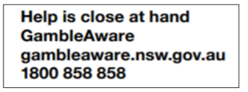 Help is close at hand
GambleAware
gambleaware.nsw.gov.au
1800 858 858